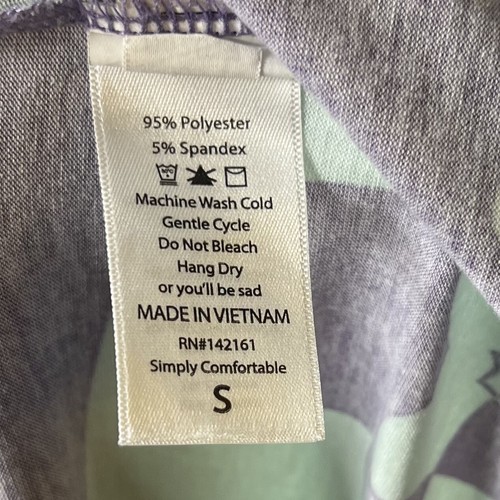 95% Polyester
5% Spandex
Machine Wash Cold
Gentle Cycle
Do Not Bleach
Hang Dry
or you'll be sad
MADE IN VIETNAM
RN#142161
Simply Comfortable
S